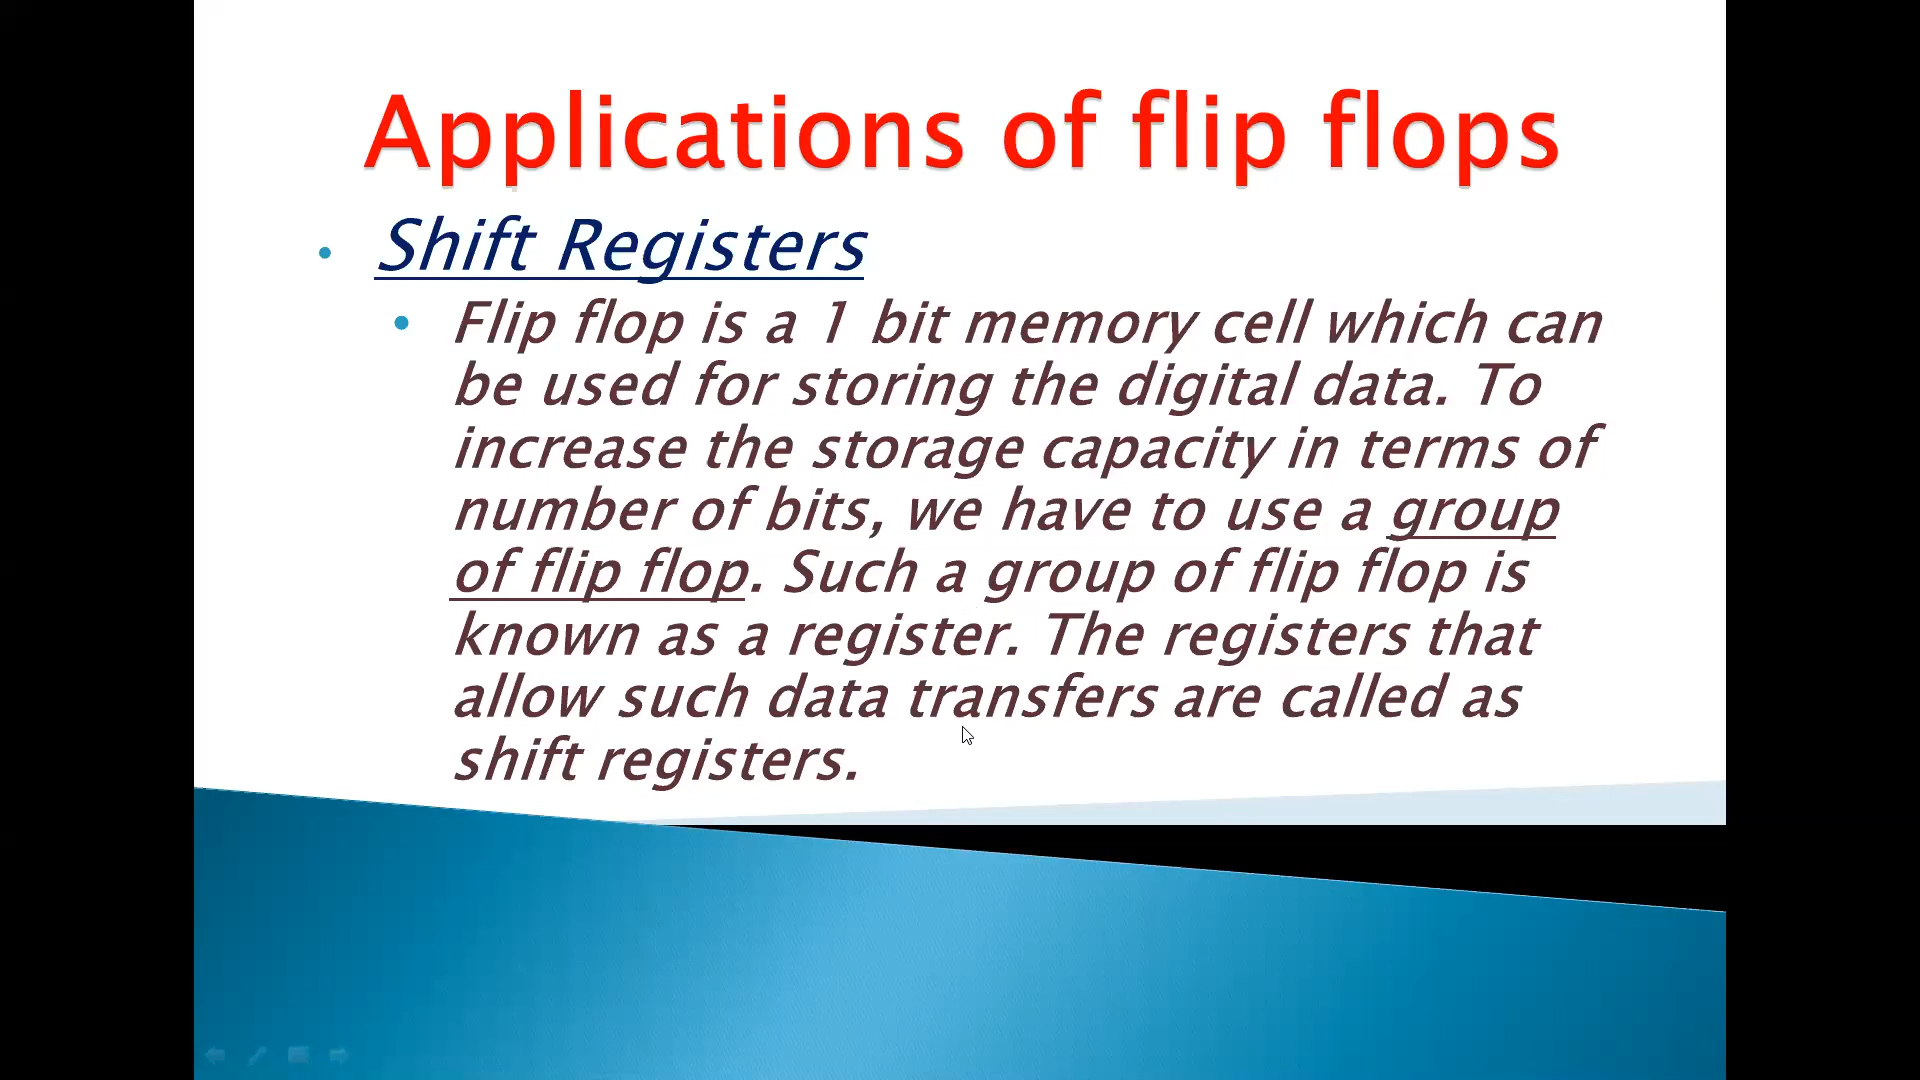 Applications of flip flops
• Shift Registers
• Flip flop is a 1 bit memory cell which can
be used for storing the digital data. To
increase the storage capacity in terms of
number of bits, we have to use a group
of flip flop. Such a group of flip flop is
known as a register. The registers that
allow such data transfers are called as
shift registers.